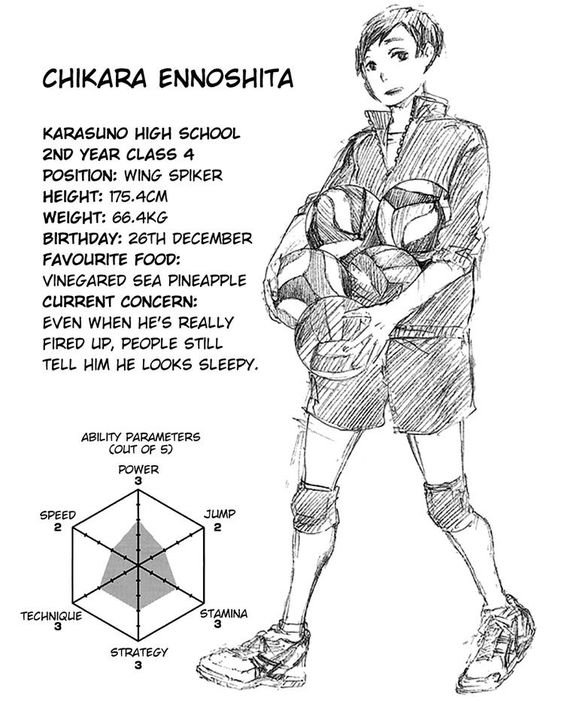 CHIKARA ENNOSHITA
KARASUNO HIGH SCHOOL
2ND YEAR CLASS 4
POSITION: WING SPIKER
HEIGHT: 175.4CM
WEIGHT: 66.4KG
BIRTHDAY: 26TH DECEMBER
FAVOURITE FOOD:
VINEGARED SEA PINEAPPLE
CURRENT CONCERN:
EVEN WHEN HE'S REALLY
FIRED UP, PEOPLE STILL
TELL HIM HE LOOKS SLEEPY.
ABILITY PARAMETERS
(OUT OF 5)
POWER
3
SPEED
2
JUMP
2
TECHNIQUE
3
STAMINA
3
STRATEGY
3